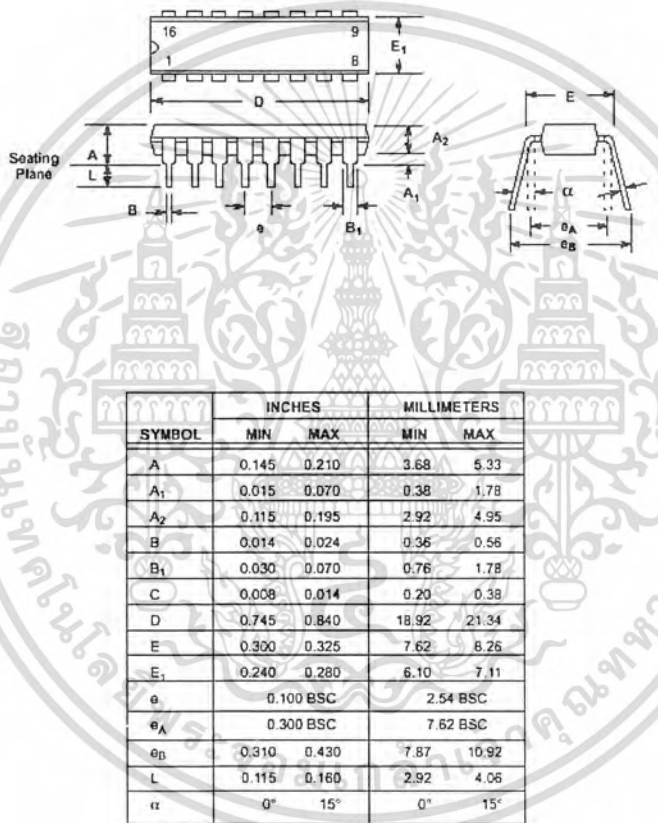 16 9
1 8
E₁
D
E
Seating
Plane
A
L
A₂
A₁
B
e
B₁
α
eA
eB
INCHES MILLIMETERS
SYMBOL MIN MAX MIN MAX
A 0.145 0.210 3.68 5.33
A₁ 0.015 0.070 0.38 1.78
A₂ 0.115 0.195 2.92 4.95
B 0.014 0.024 0.36 0.56
B₁ 0.030 0.070 0.76 1.78
C 0.008 0.014 0.20 0.38
D 0.745 0.840 18.92 21.34
E 0.300 0.325 7.62 8.26
E₁ 0.240 0.280 6.10 7.11
e 0.100 BSC 2.54 BSC
eA 0.300 BSC 7.62 BSC
eB 0.310 0.430 7.87 10.92
L 0.115 0.160 2.92 4.06
α 0° 15° 0° 15°